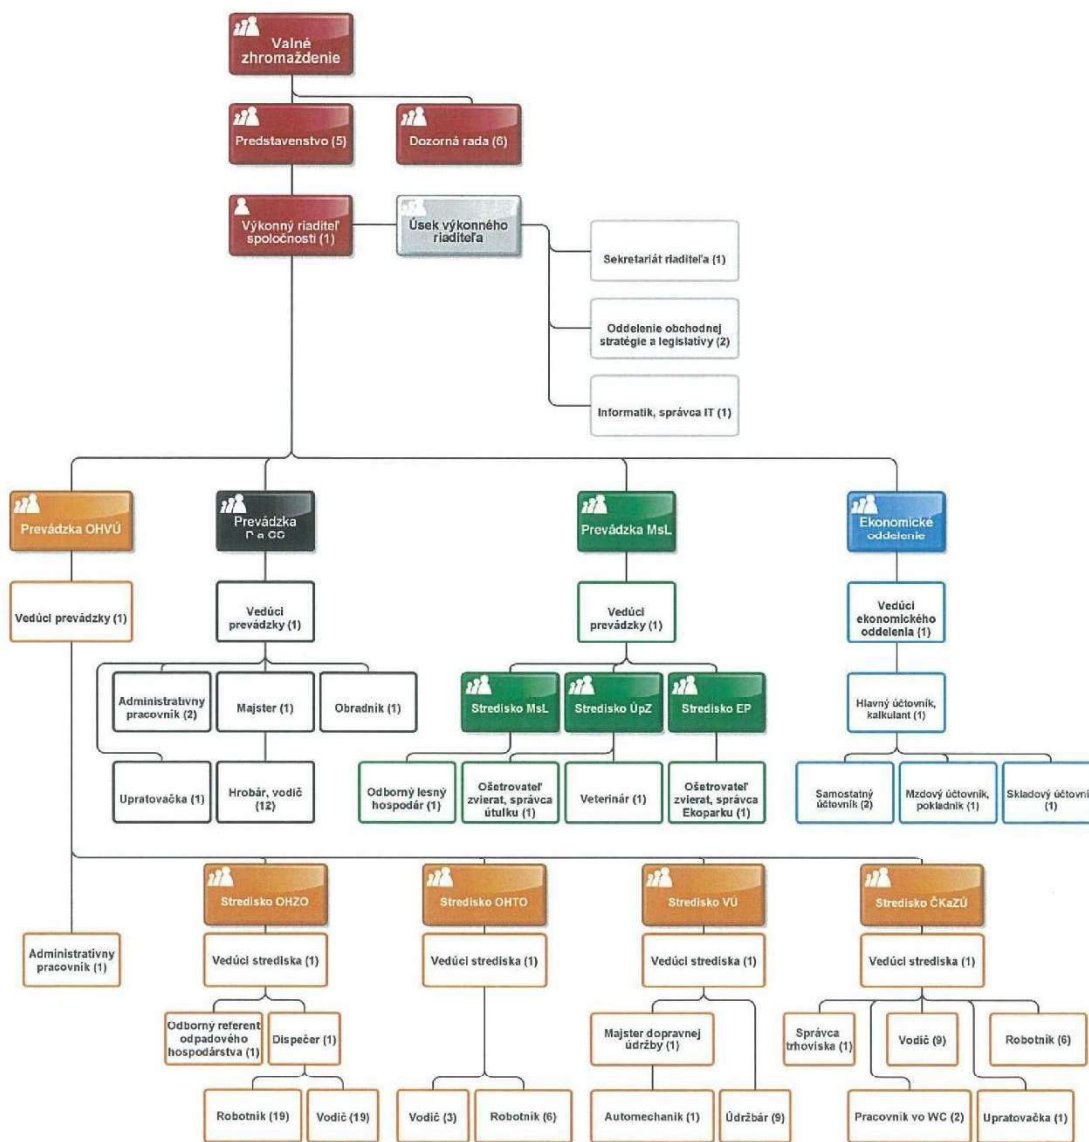 Valné
zhromaždenie
Predstavenstvo (5)
Dozorná rada (6)
Výkonný riaditeľ
spoločnosti (1)
Úsek výkonného
riaditeľa
Sekretariát riaditeľa (1)
Oddelenie obchodnej
stratégie a legislatívy (2)
Informatik, správca IT (1)
Prevádzka OHVÚ
Prevádzka
Prevádzka MsL
Ekonomické
oddelenie
Vedúci prevádzky (1)
Vedúci
prevádzky (1)
Vedúci
prevádzky (1)
Vedúci
ekonomického
oddelenia (1)
Administratívny
pracovník (2)
Majster (1)
Obradník (1)
Stredisko MsL
Stredisko ÚpZ
Stredisko EP
Hlavný účtovník,
kalkulant (1)
Upratovačka (1)
Hrobár, vodič
(12)
Odborný lesný
hospodár (1)
Ošetrovateľ
zvierat, správca
útulku (1)
Veterinár (1)
Ošetrovateľ
zvierat, správca
Ekoparku (1)
Samostatný
účtovník (2)
Mzdový účtovník,
pokladník (1)
Skladový účtovník
(1)
Stredisko OHZO
Stredisko OHTO
Stredisko VÚ
Stredisko ČKaZÚ
Administratívny
pracovník (1)
Vedúci strediska (1)
Vedúci strediska (1)
Vedúci strediska (1)
Vedúci strediska (1)
Odborný referent
odpadového
hospodárstva (1)
Dispečer (1)
Majster dopravnej
údržby (1)
Správca
trhoviska (1)
Vodič (9)
Robotník (6)
Robotník (19)
Vodič (19)
Vodič (3)
Robotník (6)
Automechanik (1)
Údržbár (9)
Pracovník vo WC (2)
Upratovačka (1)